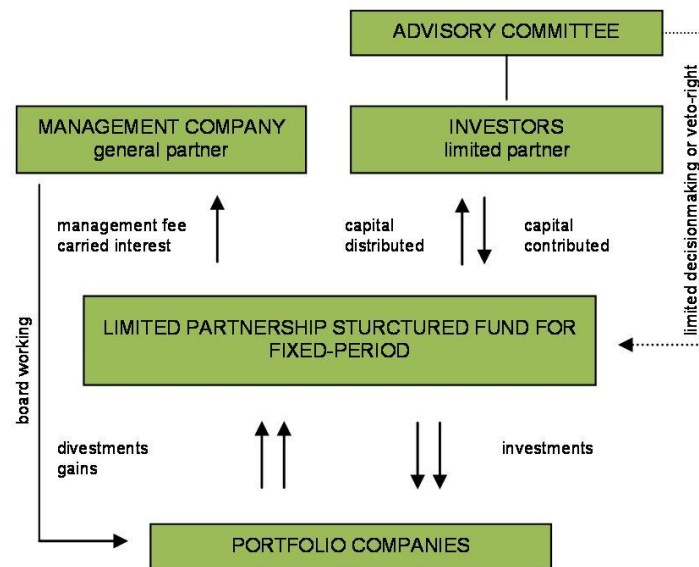 ADVISORY COMMITTEE
MANAGEMENT COMPANY
general partner
INVESTORS
limited partner
limited decisionmaking or veto-right
management fee
carried interest
capital
distributed
capital
contributed
LIMITED PARTNERSHIP STURCTURED FUND FOR
FIXED-PERIOD
board working
divestments
gains
investments
PORTFOLIO COMPANIES